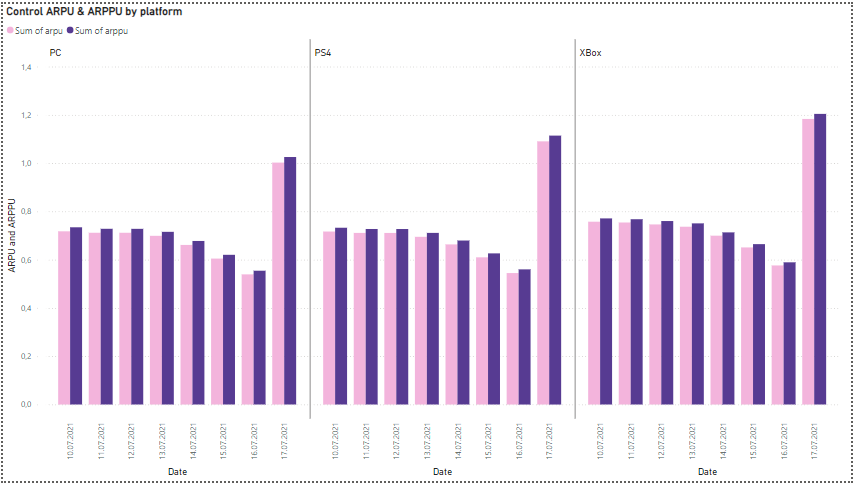 Control ARPU & ARPPU by platform
Sum of arpu Sum of arppu
PC PS4 XBox
1,4
1,2
1,0
0,8
0,6
0,4
0,2
0,0
ARPU and ARPPU
10.07.2021 11.07.2021 12.07.2021 13.07.2021 14.07.2021 15.07.2021 16.07.2021 17.07.2021 10.07.2021 11.07.2021 12.07.2021 13.07.2021 14.07.2021 15.07.2021 16.07.2021 17.07.2021 10.07.2021 11.07.2021 12.07.2021 13.07.2021 14.07.2021 15.07.2021 16.07.2021 17.07.2021
Date Date Date